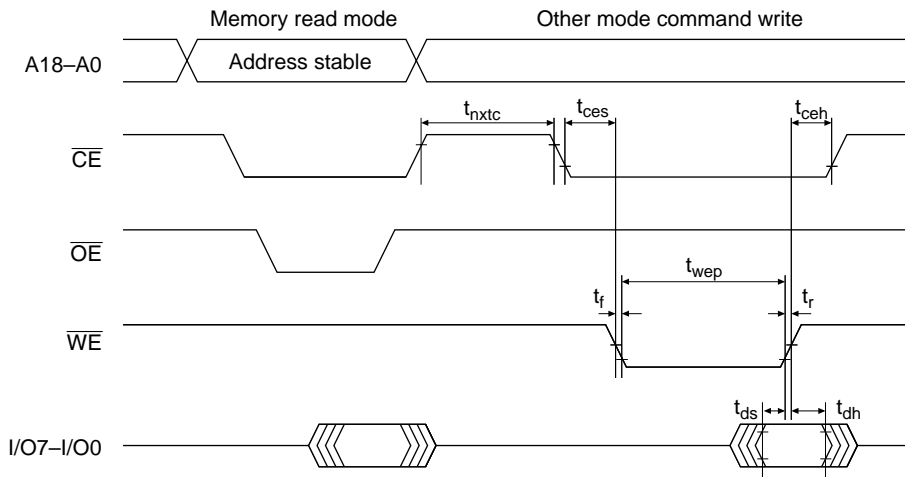 Memory read mode Other mode command write
A18–A0 Address stable
tnxtc tces tceh
CE
OE
twep
tf tr
WE
tds tdh
I/O7–I/O0